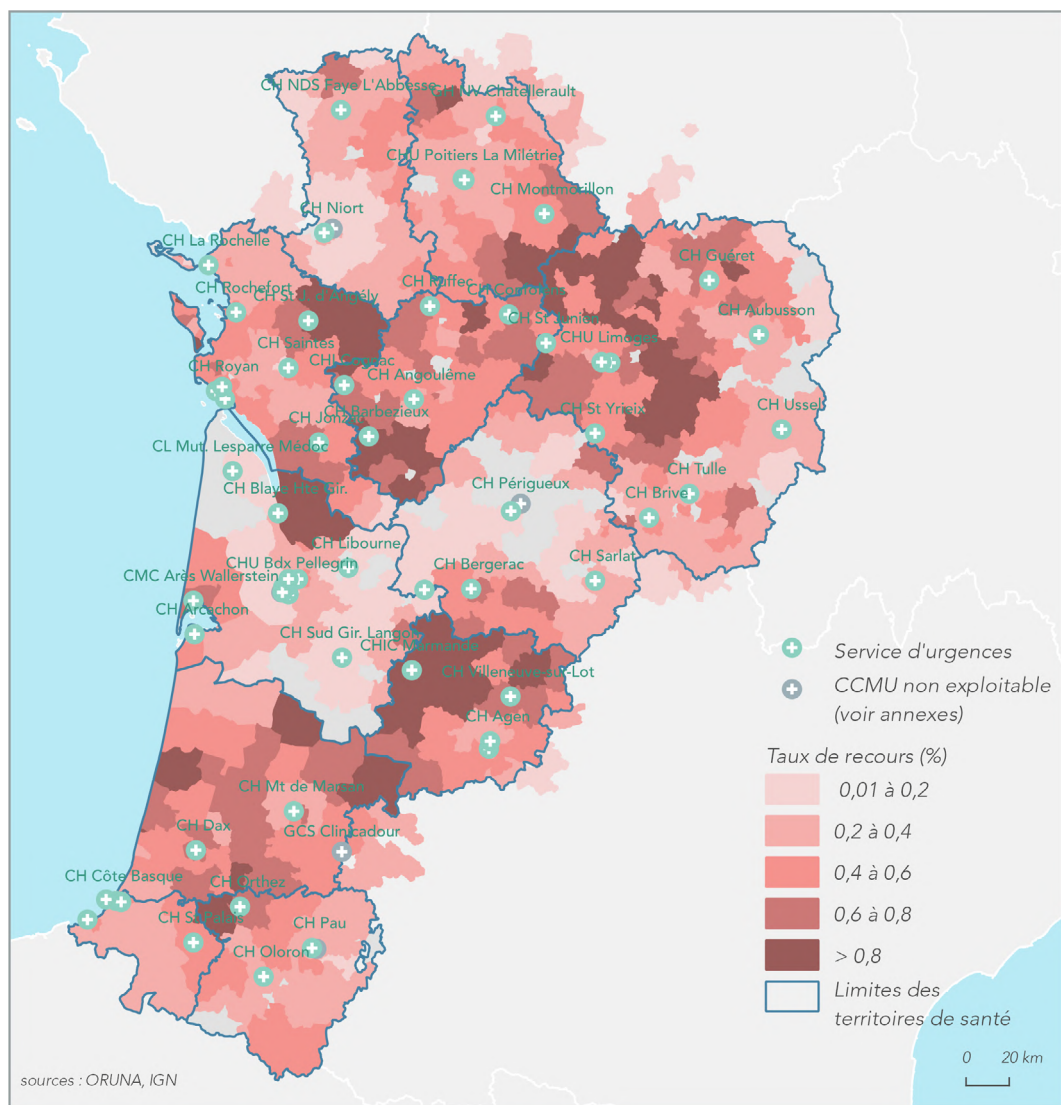 CH NDS Faye L'Abbesse
GH NV Chatellerault
CHU Poitiers La Milétrie
CH Montmorillon
CH Niort
CH La Rochelle
CH Guéret
CH Ruffec
CH Rochefort
CH St J. d'Angély
CH Confolens
CH Aubusson
CH St Junien
CH Saintes
CHU Limoges
CHI Cognac
CH Royan
CH Angoulême
CH Barbezieux
CH St Yrieix
CH Ussel
CH Jonzac
CL Mut. Lesparre Médoc
CH Tulle
CH Blaye Hte Gir.
CH Périgueux
CH Brive
CH Libourne
CH Sarlat
CHU Bdx Pellegrin
CH Bergerac
CMC Arès Wallerstein
CH Arcachon
CH Sud Gir. Langon
CHIC Marmande
CH Villeneuve-sur-Lot
CH Agen
CH Mt de Marsan
CH Dax
GCS Clinicadour
CH Côte Basque
CH Orthez
CH St Palais
CH Pau
CH Oloron
Service d'urgences
CCMU non exploitable
(voir annexes)
Taux de recours (%)
0,01 à 0,2
0,2 à 0,4
0,4 à 0,6
0,6 à 0,8
> 0,8
Limites des
territoires de santé
0 20 km
sources : ORUNA, IGN